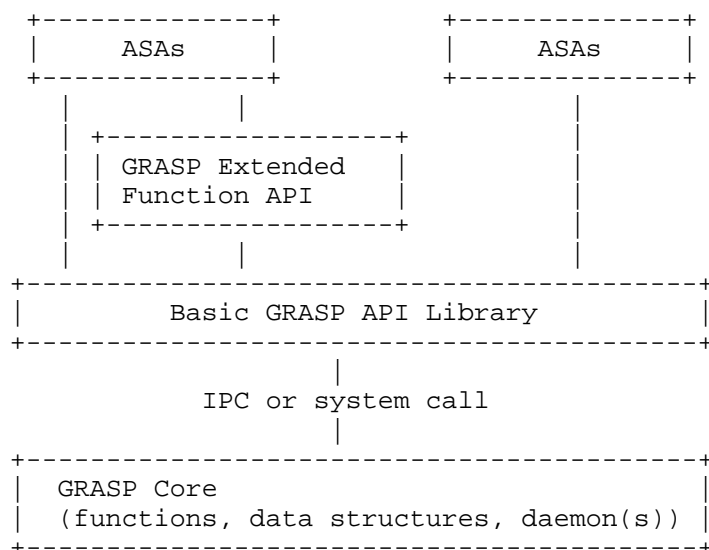 ASAs ASAs
GRASP Extended
Function API
Basic GRASP API Library
IPC or system call
GRASP Core
(functions, data structures, daemon(s))